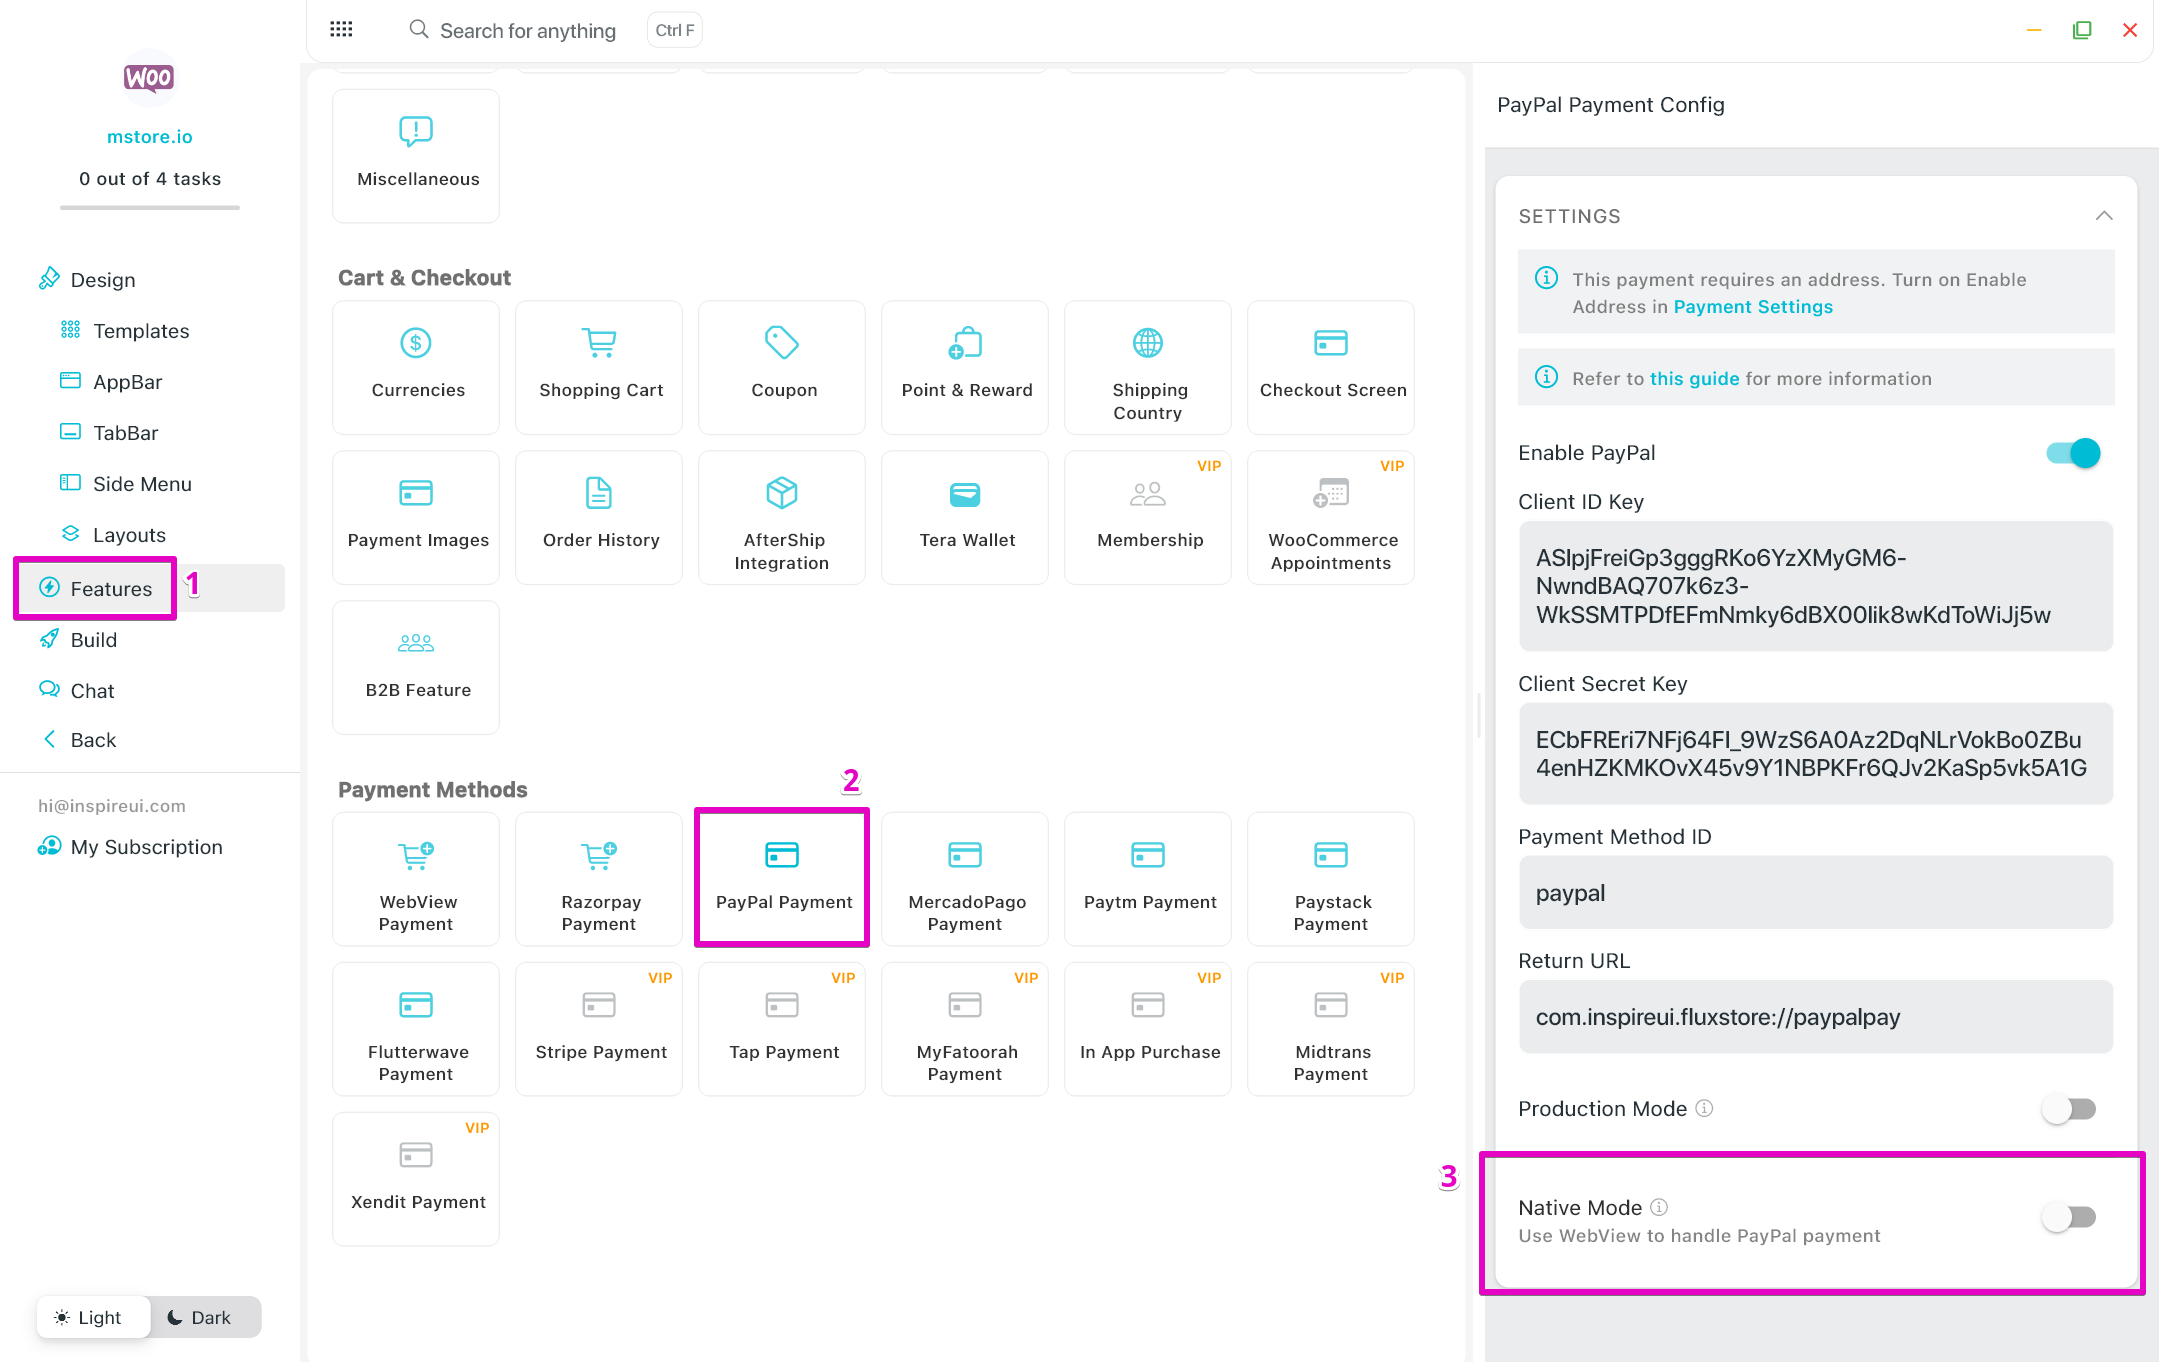 Search for anything
Ctrl F
WOO
mstore.io
0 out of 4 tasks
Design
Templates
AppBar
TabBar
Side Menu
Layouts
Features
1
Build
Chat
Back
hi@inspireui.com
My Subscription
Light
Dark
Miscellaneous
Cart & Checkout
Currencies
Shopping Cart
Coupon
Point & Reward
Shipping
Country
Checkout Screen
Payment Images
Order History
AfterShip
Integration
Tera Wallet
VIP
Membership
VIP
WooCommerce
Appointments
B2B Feature
Payment Methods
2
WebView
Payment
Razorpay
Payment
PayPal Payment
MercadoPago
Payment
Paytm Payment
Paystack
Payment
Flutterwave
Payment
VIP
Stripe Payment
VIP
Tap Payment
VIP
MyFatoorah
Payment
VIP
In App Purchase
VIP
Midtrans
Payment
VIP
Xendit Payment
PayPal Payment Config
SETTINGS
This payment requires an address. Turn on Enable
Address in Payment Settings
Refer to this guide for more information
Enable PayPal
Client ID Key
ASlpjFreiGp3gggRKo6YzXMyGM6-
NwndBAQ707k6z3-
WkSSMTPDfEFmNmky6dBX00lik8wKdToWiJj5w
Client Secret Key
ECbFREri7NFj64FI_9WzS6A0Az2DqNLrVokBo0ZBu
4enHZKMKOvX45v9Y1NBPKFr6QJv2KaSp5vk5A1G
Payment Method ID
paypal
Return URL
com.inspireui.fluxstore://paypalpay
Production Mode
3
Native Mode
Use WebView to handle PayPal payment